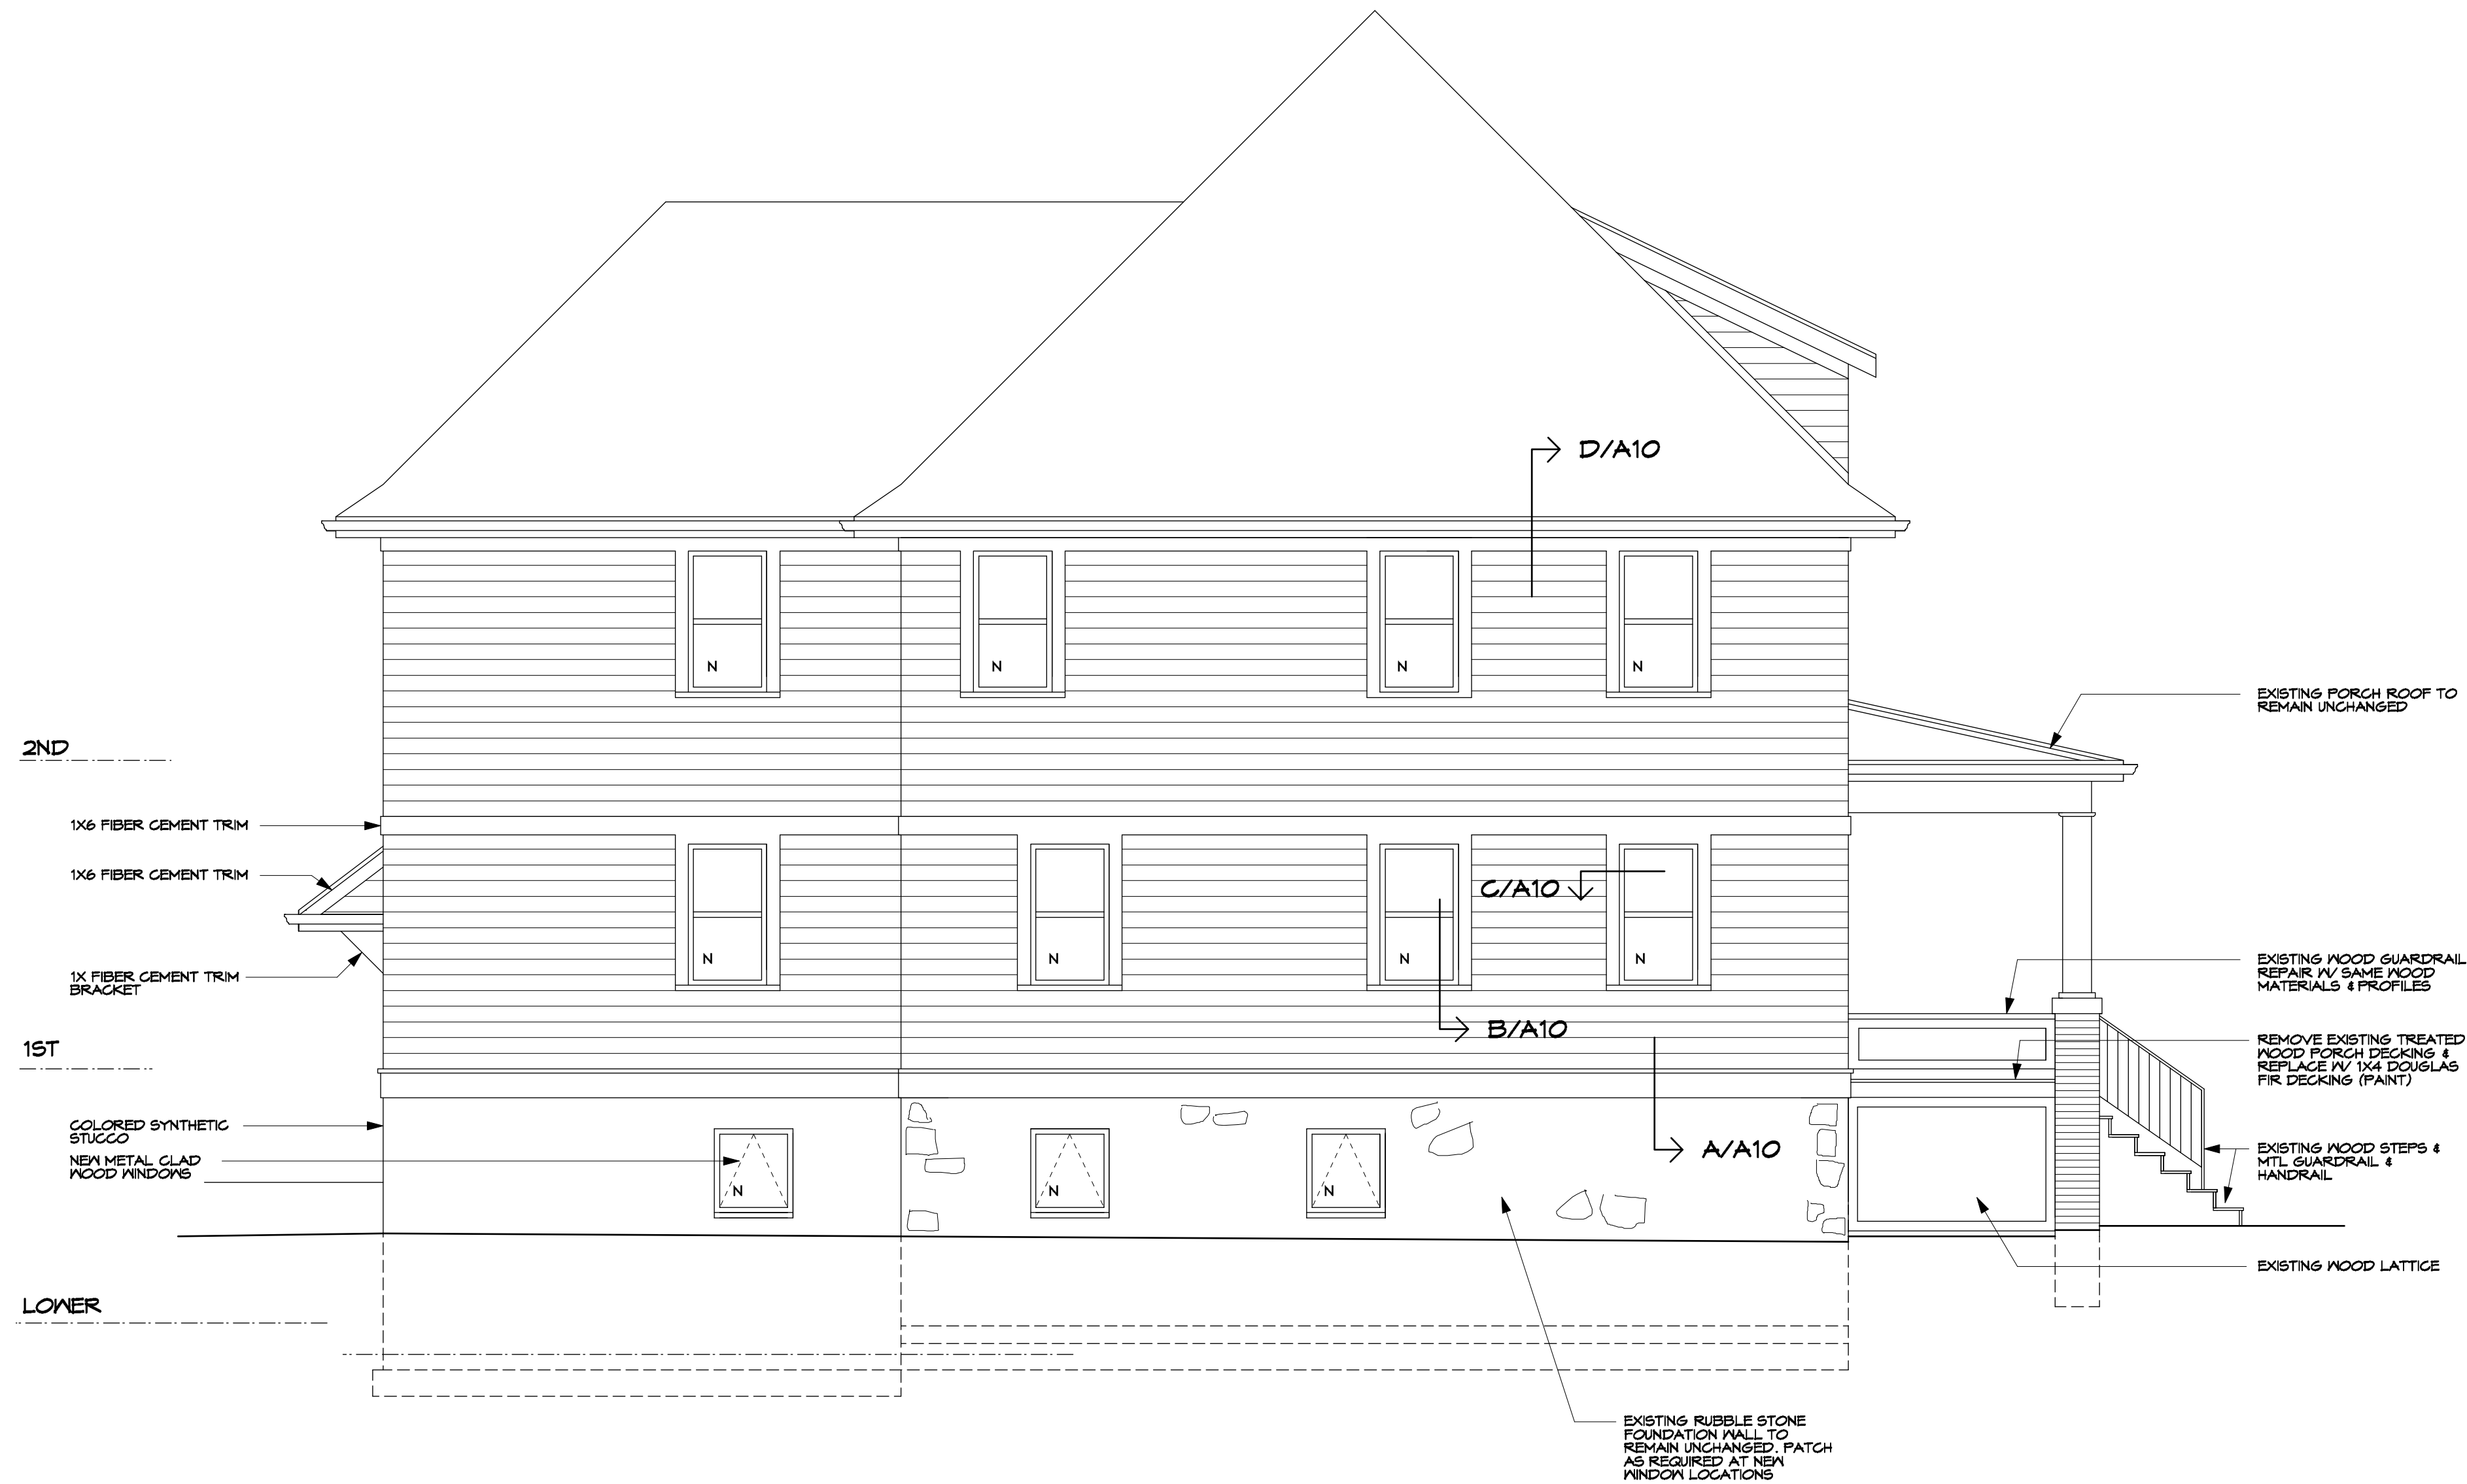 D/A10
N
N
N
N
EXISTING PORCH ROOF TO
REMAIN UNCHANGED
2ND
1X6 FIBER CEMENT TRIM
1X6 FIBER CEMENT TRIM
C/A10
N
N
N
N
1X FIBER CEMENT TRIM
BRACKET
EXISTING WOOD GUARDRAIL
REPAIR W/ SAME WOOD
MATERIALS & PROFILES
B/A10
1ST
REMOVE EXISTING TREATED
WOOD PORCH DECKING &
REPLACE W/ 1X4 DOUGLAS
FIR DECKING (PAINT)
COLORED SYNTHETIC
STUCCO
A/A10
NEW METAL CLAD
WOOD WINDOWS
N
N
N
EXISTING WOOD STEPS &
MTL GUARDRAIL &
HANDRAIL
EXISTING WOOD LATTICE
LOWER
EXISTING RUBBLE STONE
FOUNDATION WALL TO
REMAIN UNCHANGED. PATCH
AS REQUIRED AT NEW
WINDOW LOCATIONS